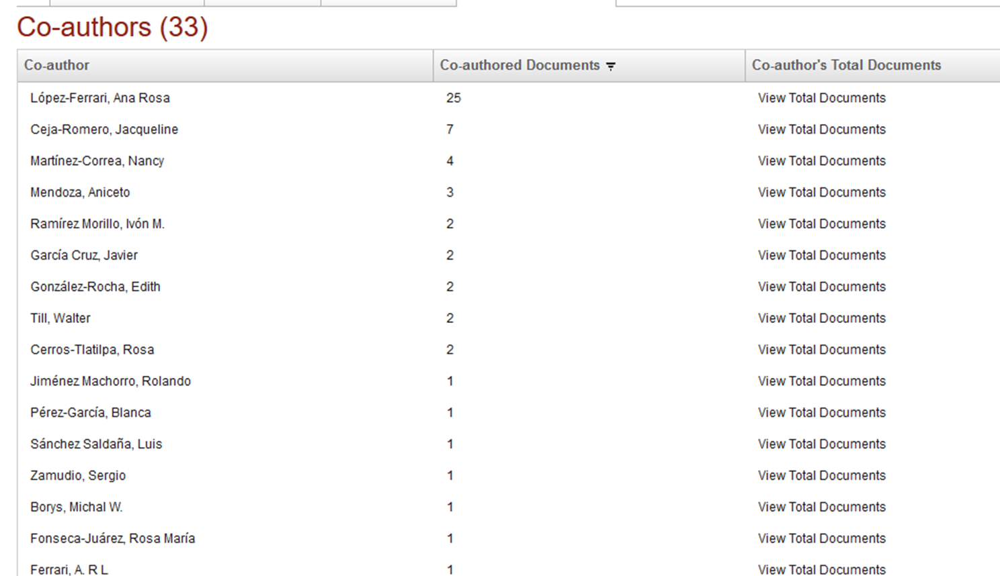 Co-authors (33)
Co-author Co-authored Documents Co-author's Total Documents
López-Ferrari, Ana Rosa 25 View Total Documents
Ceja-Romero, Jacqueline 7 View Total Documents
Martínez-Correa, Nancy 4 View Total Documents
Mendoza, Aniceto 3 View Total Documents
Ramírez Morillo, Ivón M. 2 View Total Documents
García Cruz, Javier 2 View Total Documents
González-Rocha, Edith 2 View Total Documents
Till, Walter 2 View Total Documents
Cerros-Tlatilpa, Rosa 2 View Total Documents
Jiménez Machorro, Rolando 1 View Total Documents
Pérez-García, Blanca 1 View Total Documents
Sánchez Saldaña, Luis 1 View Total Documents
Zamudio, Sergio 1 View Total Documents
Borys, Michal W. 1 View Total Documents
Fonseca-Juárez, Rosa María 1 View Total Documents
Ferrari, A. R L 1 View Total Documents